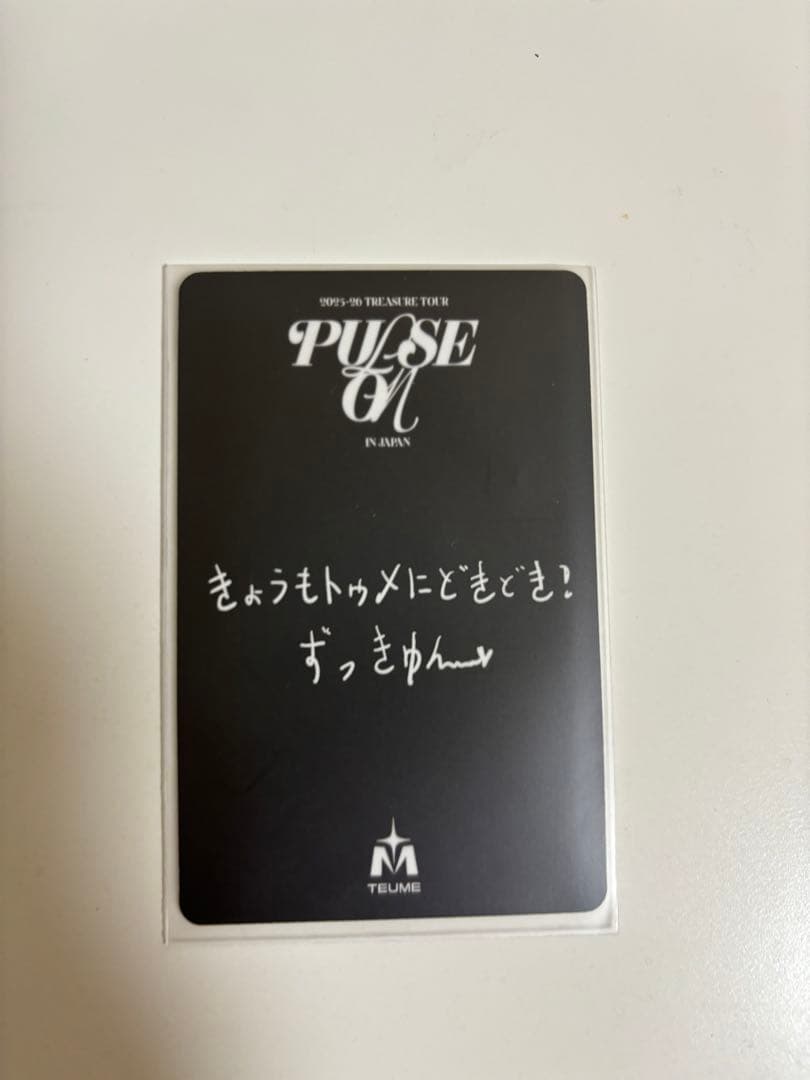 2025-26 TREASURE TOUR
PULSE
ON
IN JAPAN
きょうもトゥメにどきどき?
ずっきゅん〰♥
TEUME